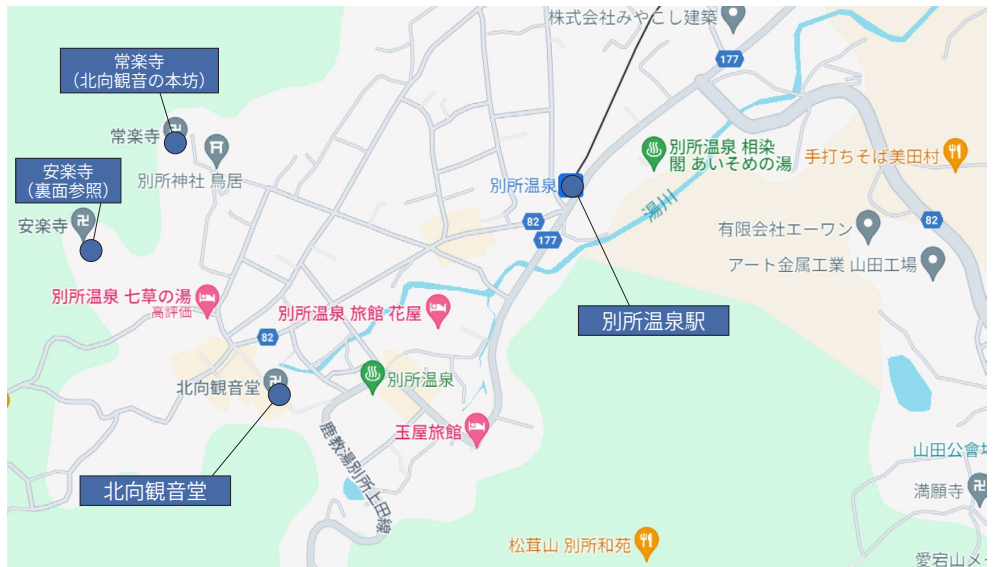 株式会社みやこし建築
177
常楽寺
（北向観音の本坊）
常楽寺
別所神社 鳥居
別所温泉 相染
閣 あいそめの湯
手打ちそば美田村
安楽寺
（裏面参照）
安楽寺
別所温泉
湯川
82
177
82
有限会社エーワン
アート金属工業 山田工場
別所温泉 七草の湯
高評価
別所温泉 旅館 花屋
別所温泉駅
82
北向観音堂
別所温泉
玉屋旅館
鹿教湯別所上田線
北向観音堂
山田公會
満願寺
松茸山 別所和苑
愛宕山メ